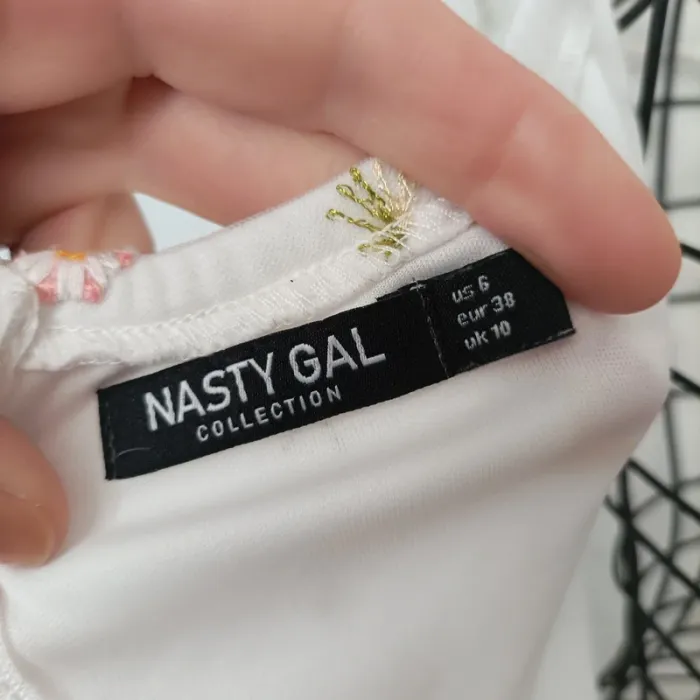 NASTY GAL
COLLECTION
us 6
eur 38
uk 10